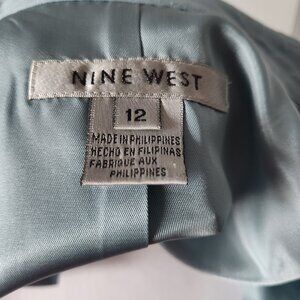 NINE WEST
12
MADE IN PHILIPPINES
HECHO EN FILIPINAS
FABRIQUE AUX
PHILIPPINES